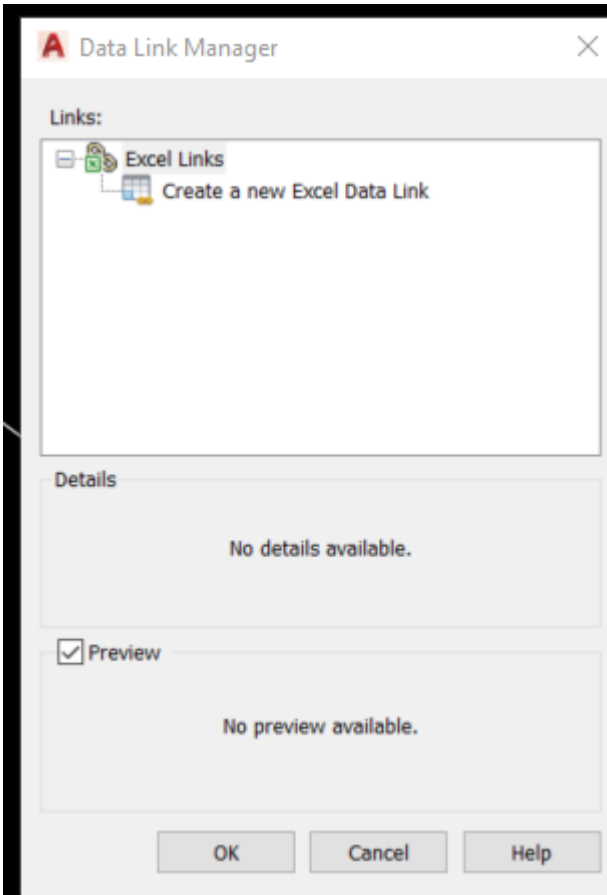 Data Link Manager
Links:
Excel Links
Create a new Excel Data Link
Details
No details available.
Preview
No preview available.
OK Cancel Help